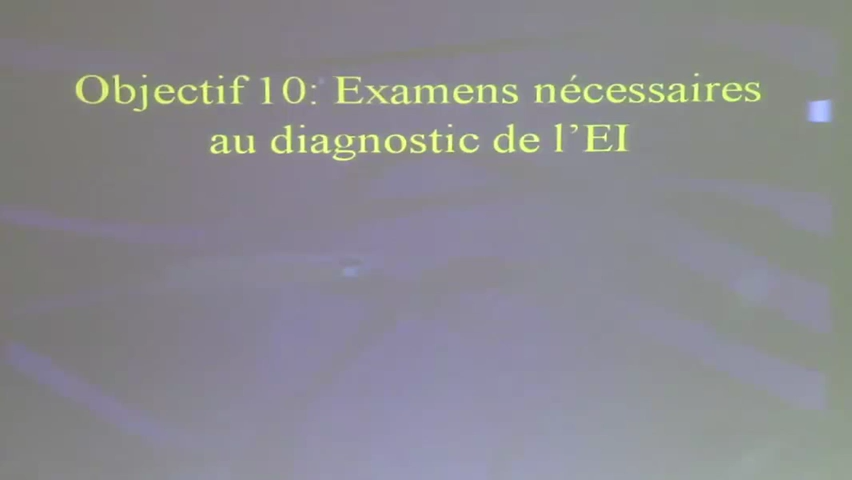 Objectif 10: Examens nécessaires
au diagnostic de l’EI